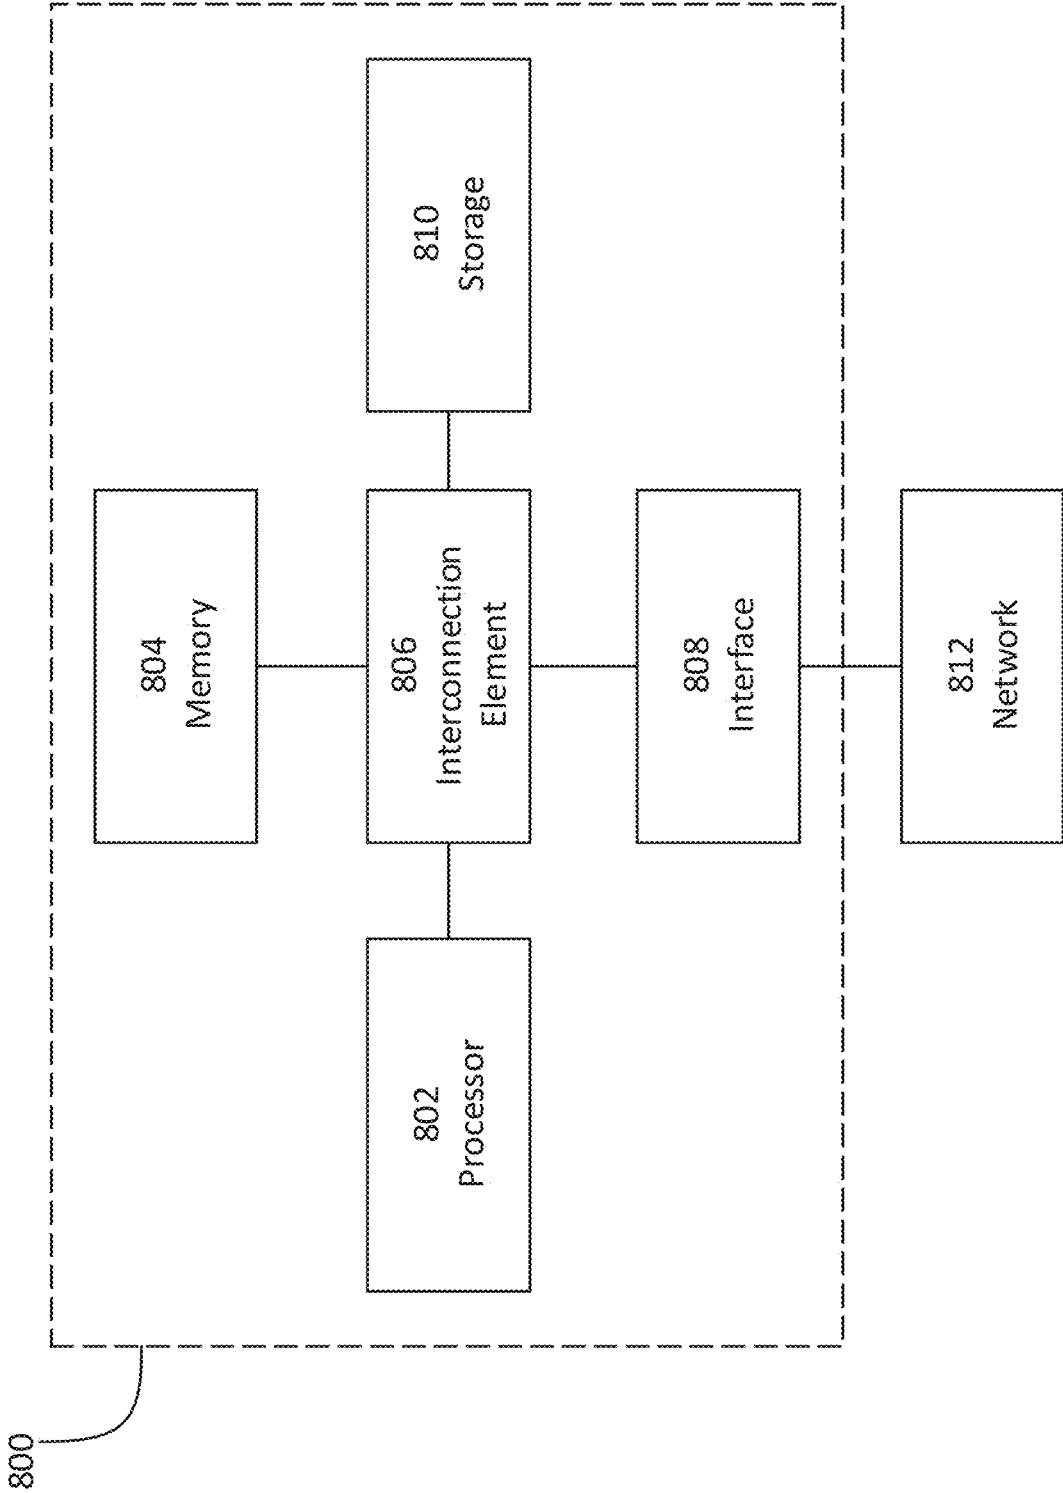 800
804
Memory
802
Processor
806
Interconnection
Element
810
Storage
808
Interface
812
Network